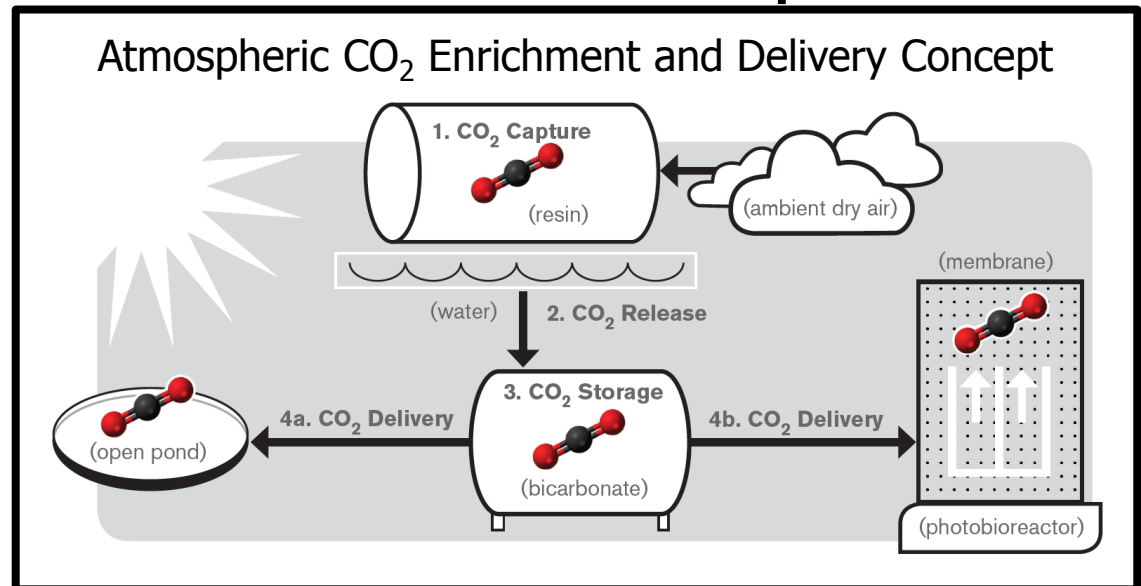 Atmospheric CO₂ Enrichment and Delivery Concept
1. CO₂ Capture
(resin)
(ambient dry air)
(water)
2. CO₂ Release
(membrane)
3. CO₂ Storage
(bicarbonate)
4a. CO₂ Delivery
(open pond)
4b. CO₂ Delivery
(photobioreactor)